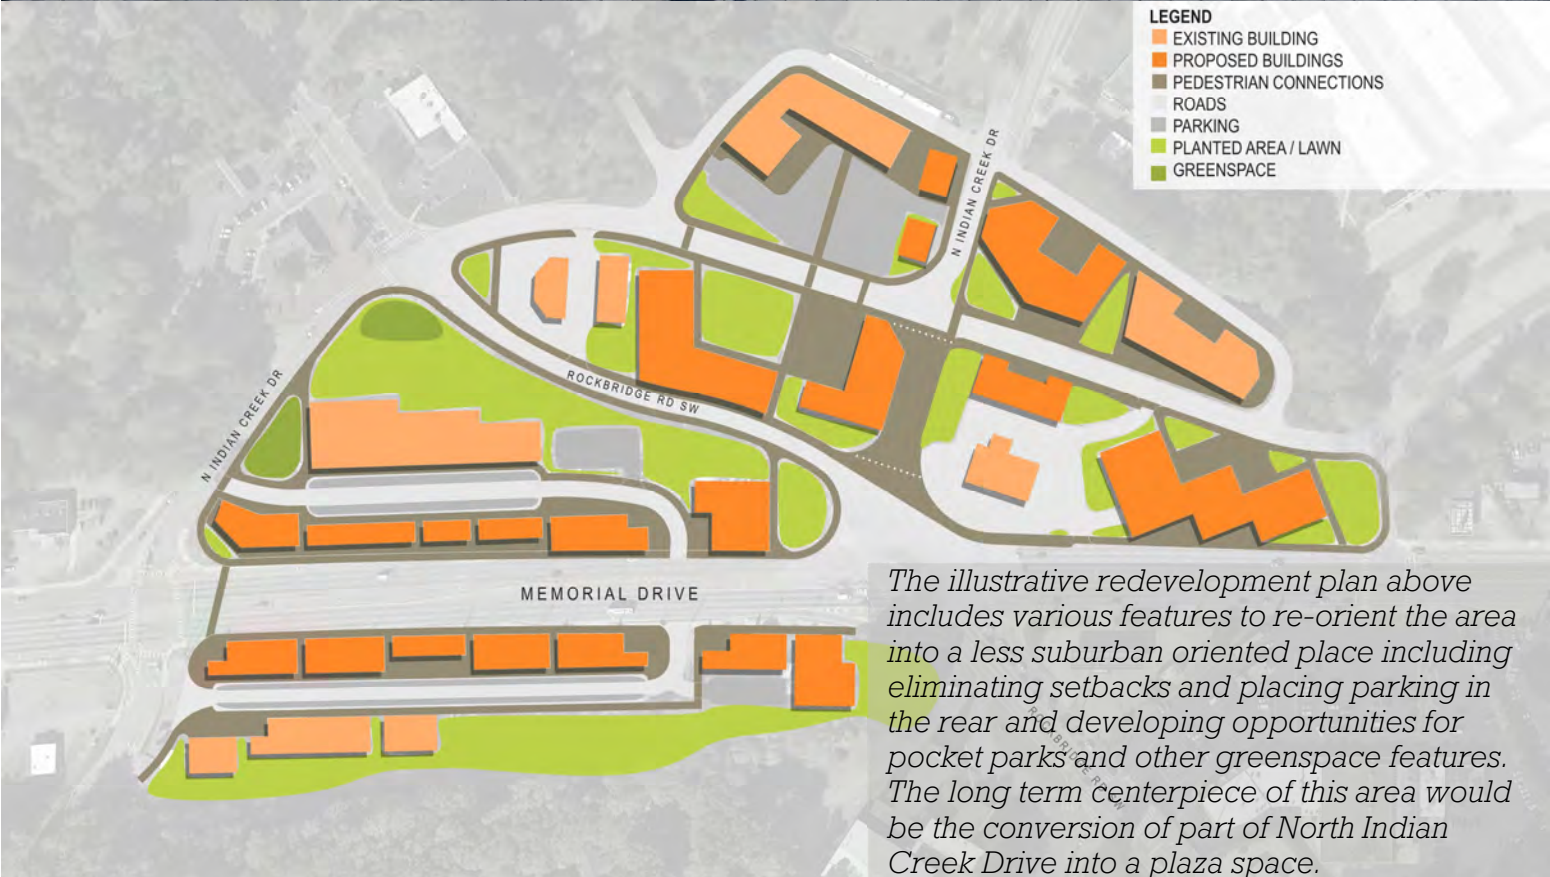 LEGEND
EXISTING BUILDING
PROPOSED BUILDINGS
PEDESTRIAN CONNECTIONS
ROADS
PARKING
PLANTED AREA / LAWN
GREENSPACE
N INDIAN CREEK DR
ROCKBRIDGE RD SW
N INDIAN CREEK DR
MEMORIAL DRIVE
The illustrative redevelopment plan above
includes various features to re-orient the area
into a less suburban oriented place including
eliminating setbacks and placing parking in
the rear and developing opportunities for
pocket parks and other greenspace features.
The long term centerpiece of this area would
be the conversion of part of North Indian
Creek Drive into a plaza space.
ROCKBRIDGE RD SW